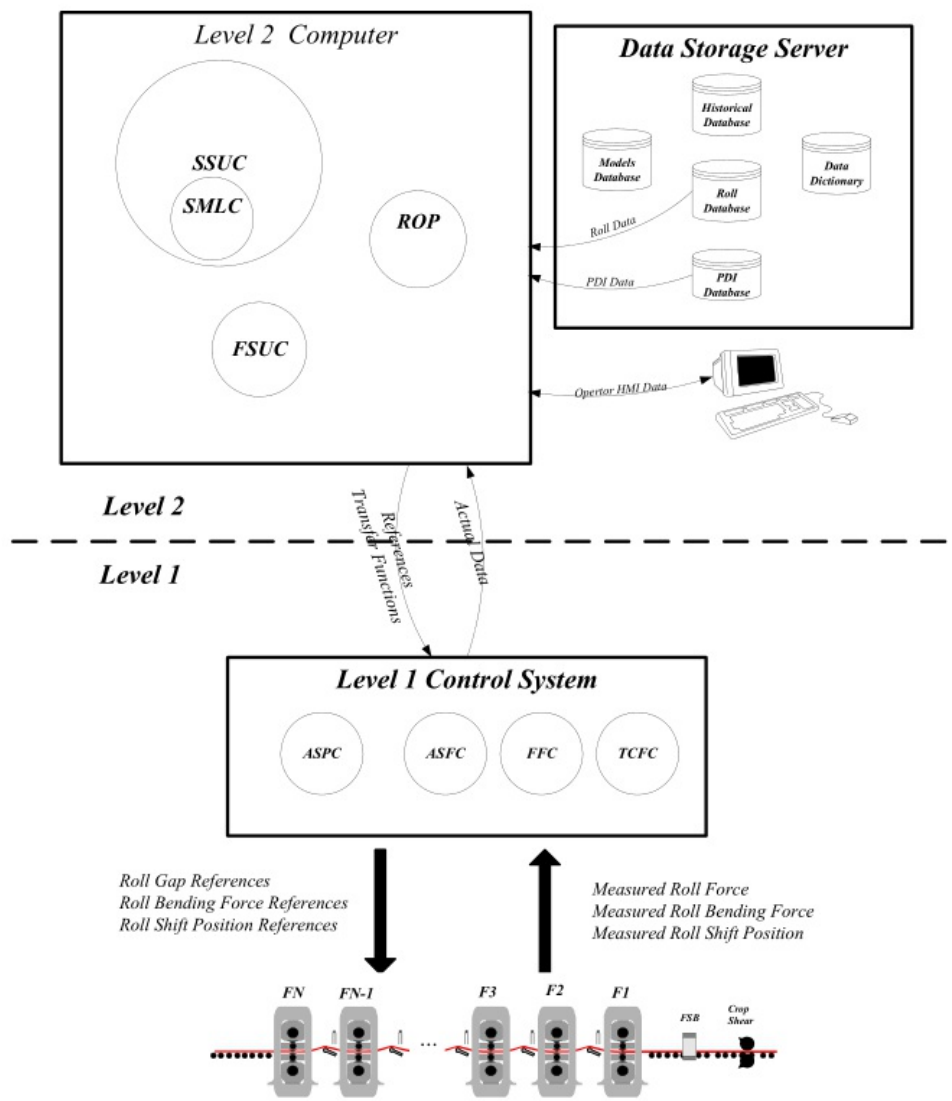 Level 2  Computer
SSUC
SMLC
ROP
FSUC
Data Storage Server
Historical
Database
Models
Database
Data
Dictionary
Roll
Database
PDI
Database
Roll Data
PDI Data
Opertor HMI Data
Level 2
References
Transfer Functions
Actual Data
Level 1
Level 1 Control System
ASPC
ASFC
FFC
TCFC
Roll Gap References
Roll Bending Force References
Roll Shift Position References
Measured Roll Force
Measured Roll Bending Force
Measured Roll Shift Position
FN
FN-1
F3
F2
F1
FSB
Crop
Shear
...